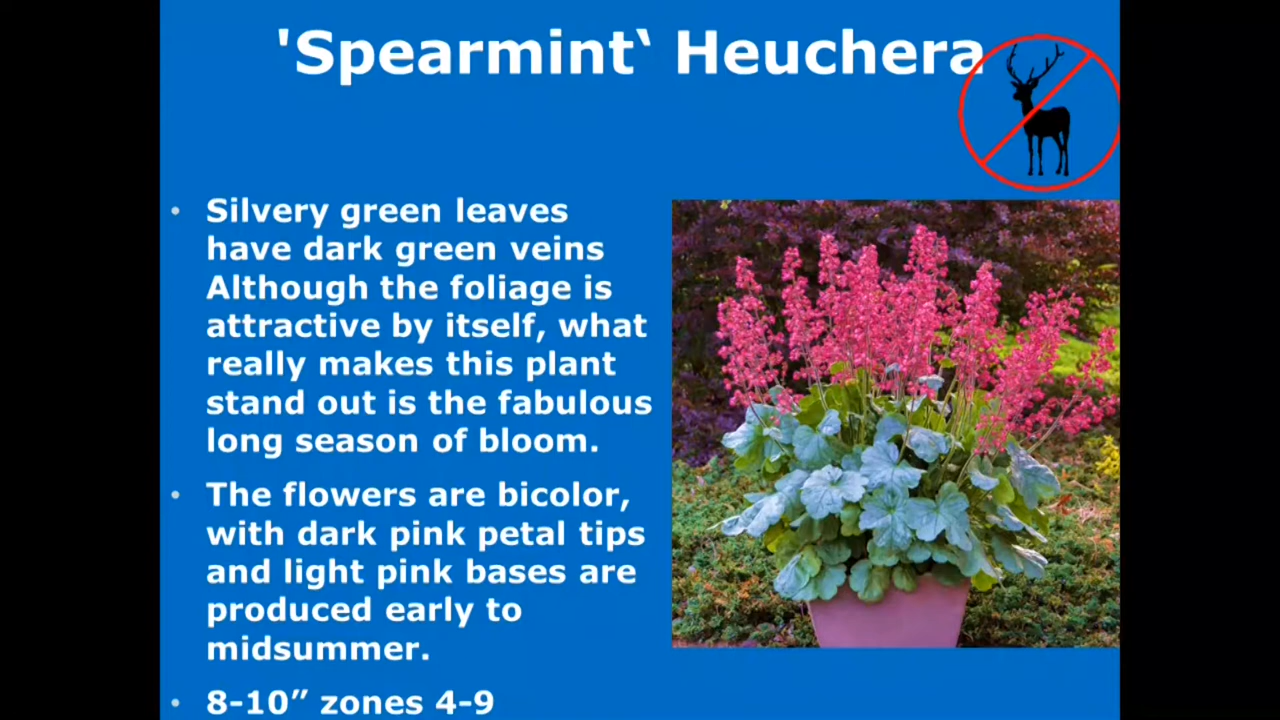 'Spearmint‘ Heuchera
• Silvery green leaves
have dark green veins
Although the foliage is
attractive by itself, what
really makes this plant
stand out is the fabulous
long season of bloom.
• The flowers are bicolor,
with dark pink petal tips
and light pink bases are
produced early to
midsummer.
• 8-10” zones 4-9